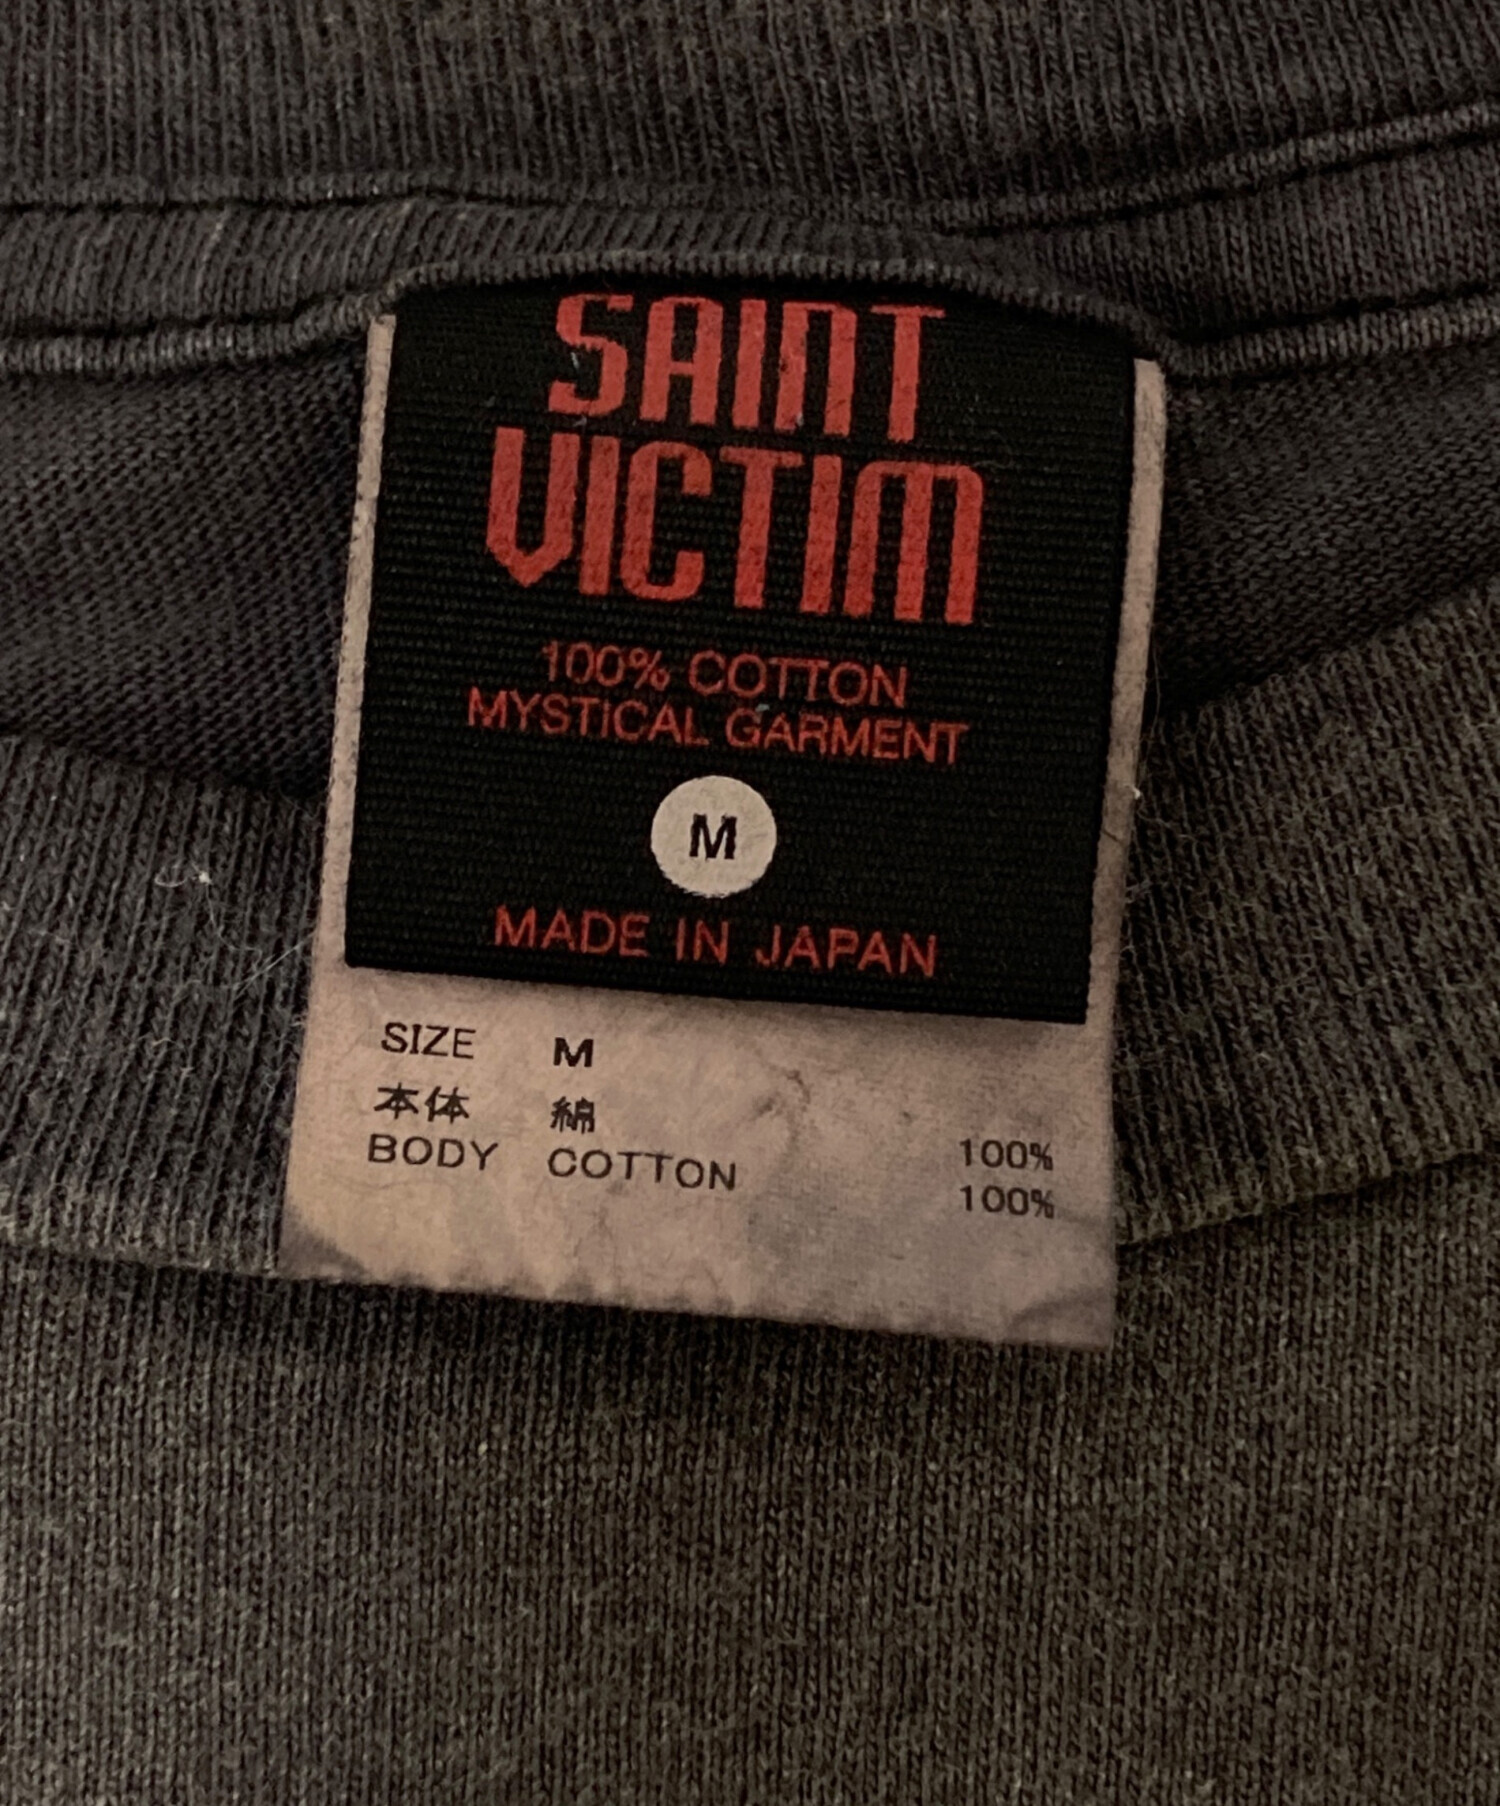 SAINT
VICTIM
100% COTTON
MYSTICAL GARMENT
M
MADE IN JAPAN
SIZE M
本体 綿 100%
BODY COTTON 100%